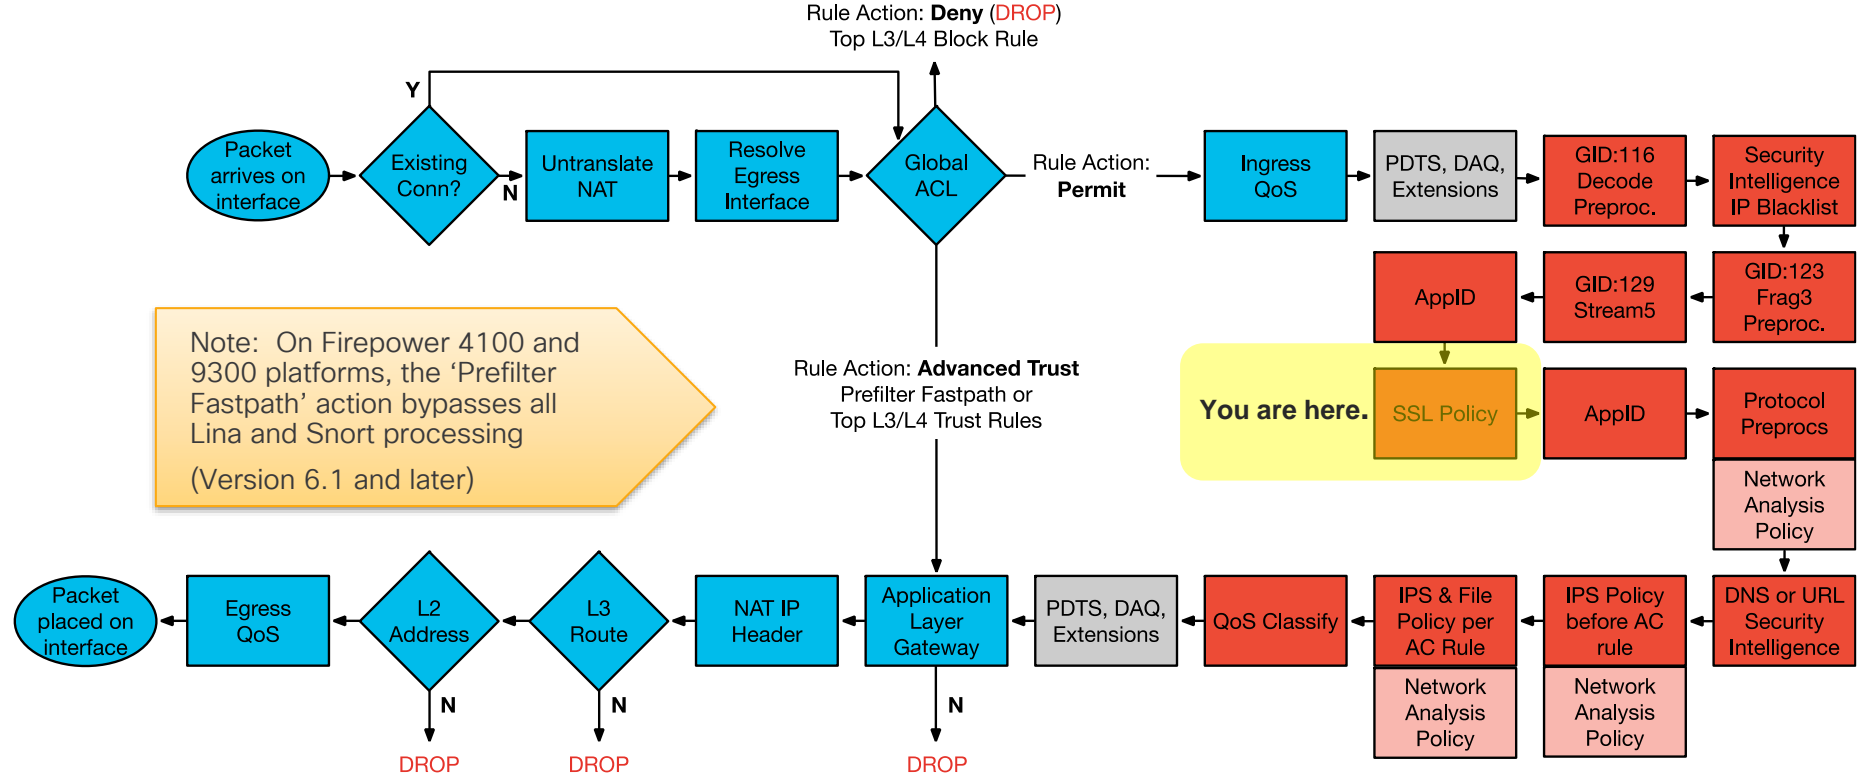 Rule Action: Deny (DROP)
Top L3/L4 Block Rule
Y
Packet
arrives on
interface
Existing
Conn?
N
Untranslate
NAT
Resolve
Egress
Interface
Global
ACL
Rule Action:
Permit
Ingress
QoS
PDTS, DAQ,
Extensions
GID:116
Decode
Preproc.
Security
Intelligence
IP Blacklist
AppID
GID:129
Stream5
GID:123
Frag3
Preproc.
Note: On Firepower 4100 and
9300 platforms, the ‘Prefilter
Fastpath’ action bypasses all
Lina and Snort processing
(Version 6.1 and later)
Rule Action: Advanced Trust
Prefilter Fastpath or
Top L3/L4 Trust Rules
You are here.
SSL Policy
AppID
Protocol
Preprocs
Network
Analysis
Policy
Packet
placed on
interface
Egress
QoS
L2
Address
L3
Route
NAT IP
Header
Application
Layer
Gateway
PDTS, DAQ,
Extensions
QoS Classify
IPS & File
Policy per
AC Rule
IPS Policy
before AC
rule
DNS or URL
Security
Intelligence
Network
Analysis
Policy
Network
Analysis
Policy
N
N
N
DROP
DROP
DROP